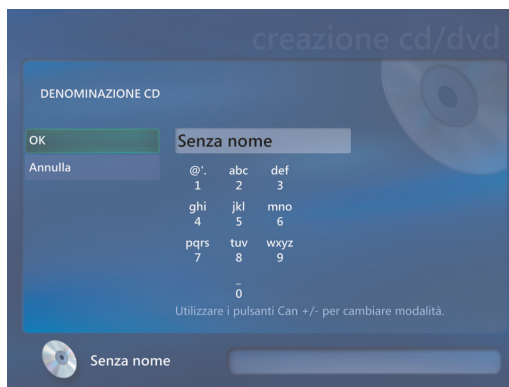 creazione cd/dvd
DENOMINAZIONE CD
OK
Annulla
Senza nome
@'. abc def
1 2 3
ghi jkl mno
4 5 6
pqrs tuv wxyz
7 8 9
_
0
Utilizzare i pulsanti Can +/- per cambiare modalità.
Senza nome